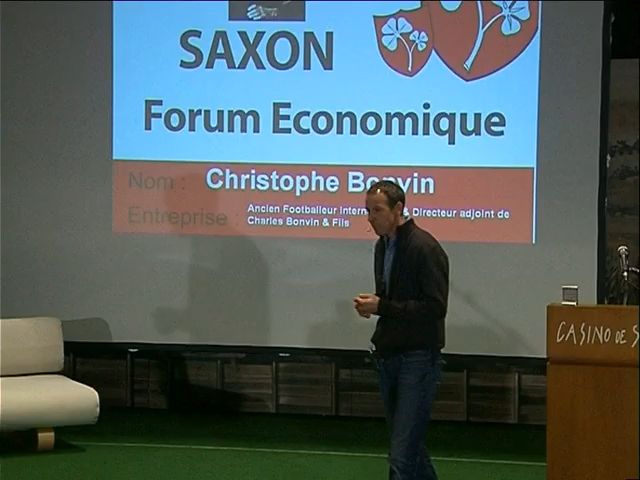 SAXON
Forum Economique
Nom : Christophe Bonvin
Entreprise : Ancien Footballeur & Directeur adjoint de
Charles Bonvin & Fils
CASINO DE